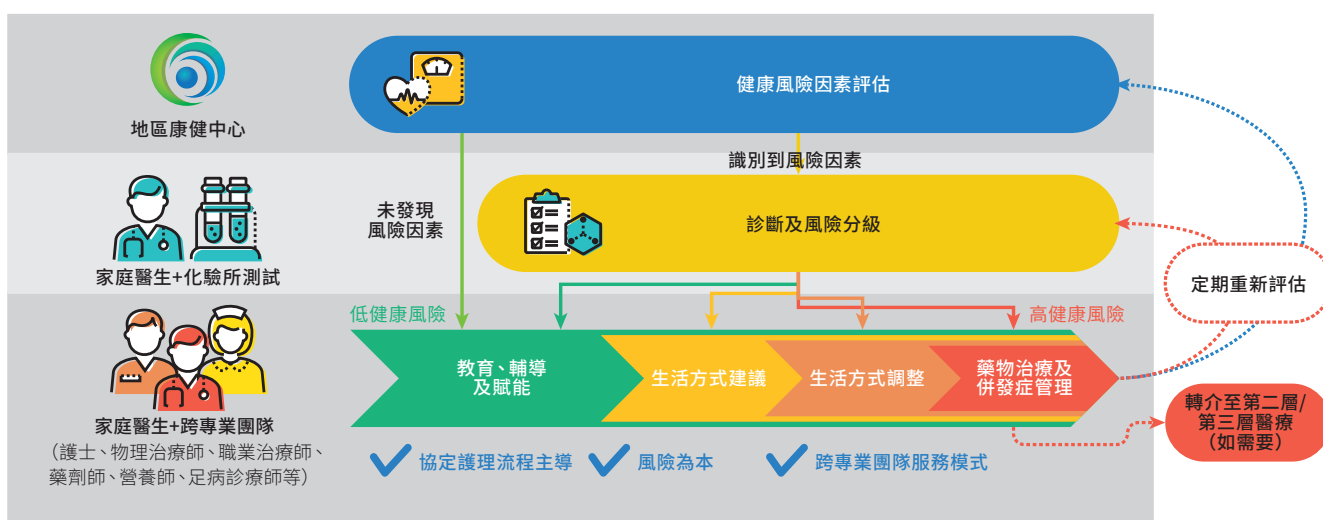 健康風險因素評估
地區康健中心
識別到風險因素
未發現
風險因素
診斷及風險分級
家庭醫生+化驗所測試
定期重新評估
低健康風險
高健康風險
教育、輔導
及賦能
生活方式建議
生活方式調整
藥物治療及
併發症管理
轉介至第二層/
第三層醫療
（如需要）
家庭醫生+跨專業團隊
（護士、物理治療師、職業治療師、
藥劑師、營養師、足病診療師等）
協定護理流程主導
風險為本
跨專業團隊服務模式